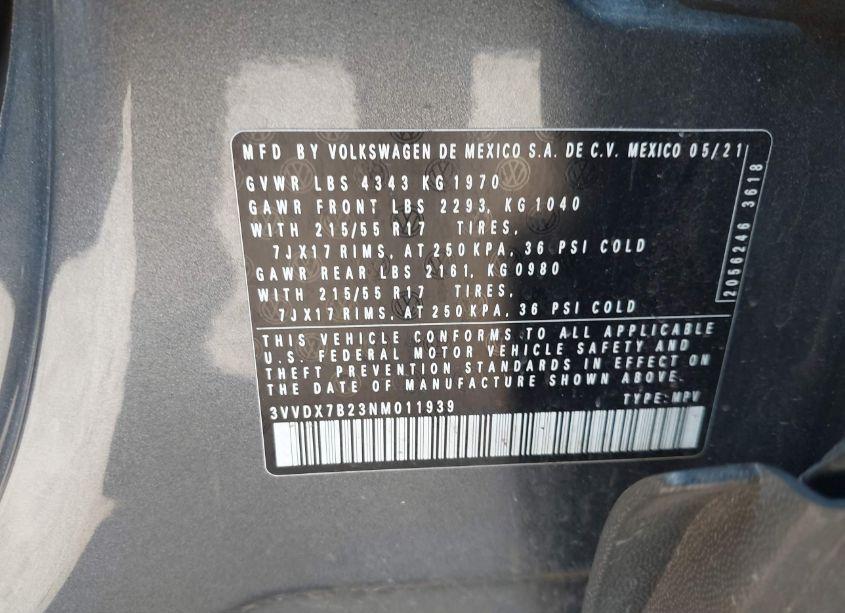 MFD BY VOLKSWAGEN DE MEXICO S.A. DE C.V. MEXICO 05/21
GVWR LBS 4343 KG 1970
GAWR FRONT LBS 2293, KG 1040
WITH 215/55 R17 TIRES,
7JX17 RIMS, AT 250 KPA, 36 PSI COLD
GAWR REAR LBS 2161, KG 0980
WITH 215/55 R17 TIRES,
7JX17 RIMS, AT 250 KPA, 36 PSI COLD
2056246 3618
THIS VEHICLE CONFORMS TO ALL APPLICABLE
U.S. FEDERAL MOTOR VEHICLE SAFETY AND
THEFT PREVENTION STANDARDS IN EFFECT ON
THE DATE OF MANUFACTURE SHOWN ABOVE.
3VVDX7B23NM011939 TYPE: MPV